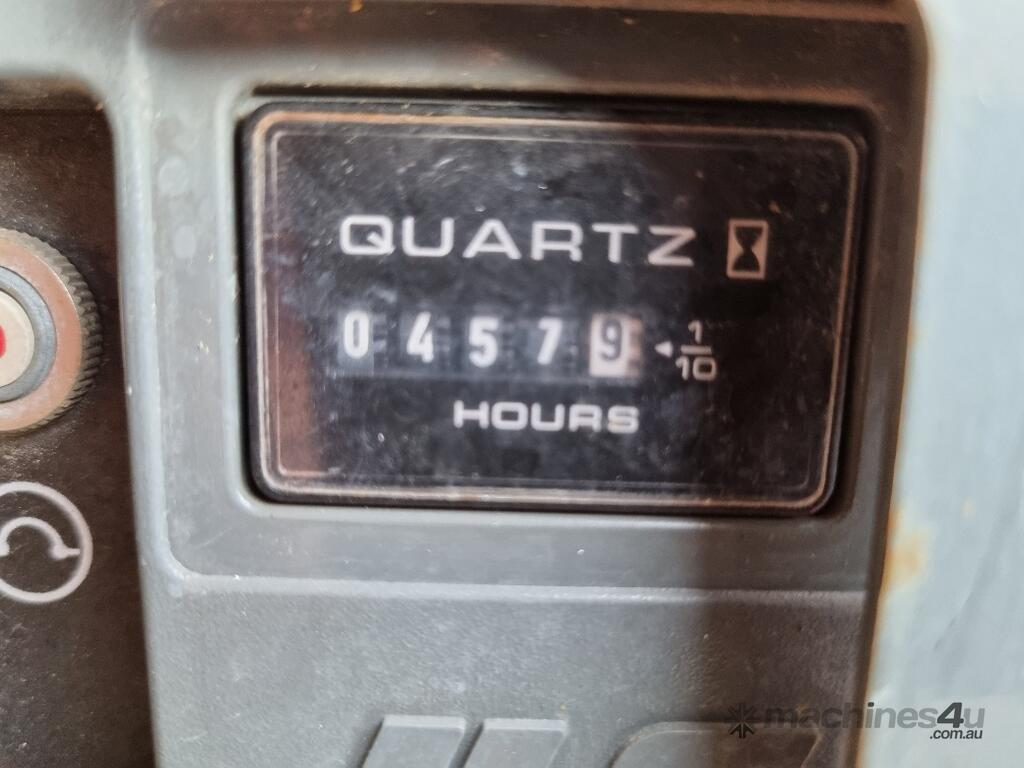 QUARTZ
04579 1/10
HOURS
machines4u
.com.au